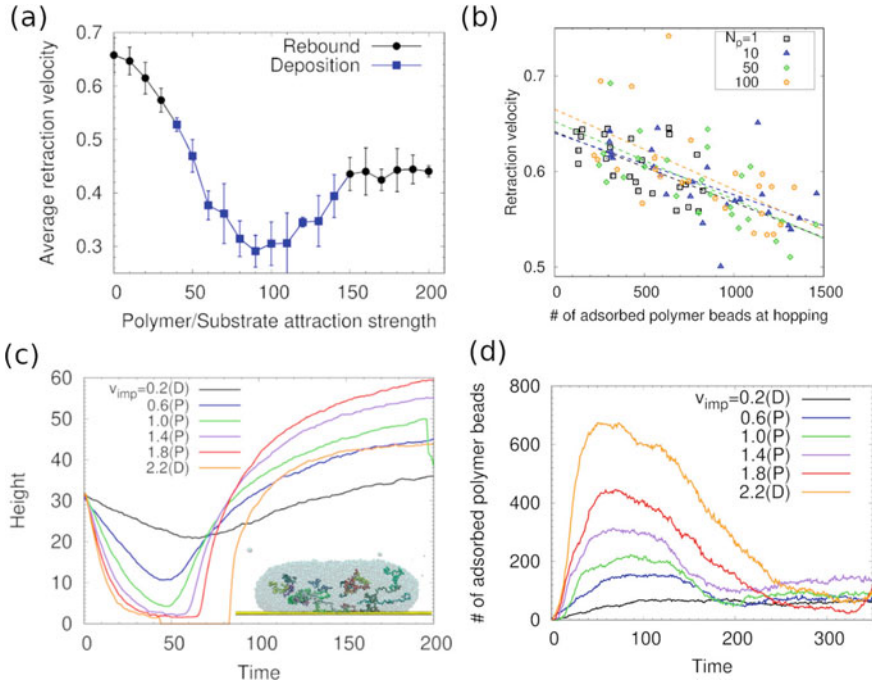 (a)
0.7
0.6
0.5
0.4
0.3
Average retraction velocity
Rebound
Deposition
0 50 100 150 200
Polymer/Substrate attraction strength
(b)
0.7
0.6
0.5
Retraction velocity
Np=1
10
50
100
0 500 1000 1500
# of adsorbed polymer beads at hopping
(c)
60
50
40
30
20
10
0
Height
vimp=0.2(D)
0.6(P)
1.0(P)
1.4(P)
1.8(P)
2.2(D)
0 50 100 150 200
Time
(d)
800
600
400
200
0
# of adsorbed polymer beads
vimp=0.2(D)
0.6(P)
1.0(P)
1.4(P)
1.8(P)
2.2(D)
0 100 200 300
Time